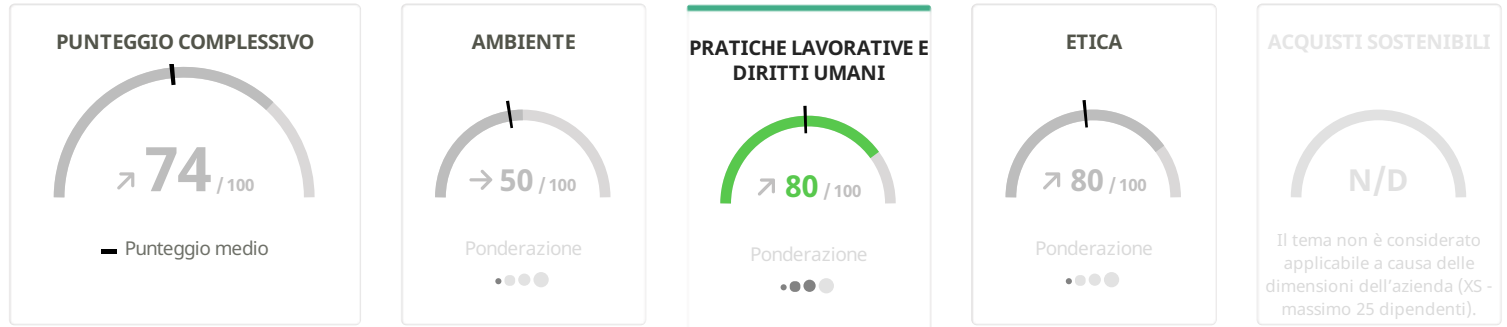 PUNTEGGIO COMPLESSIVO
74 / 100
Punteggio medio
AMBIENTE
50 / 100
Ponderazione
PRATICHE LAVORATIVE E
DIRITTI UMANI
80 / 100
Ponderazione
ETICA
80 / 100
Ponderazione
ACQUISTI SOSTENIBILI
N/D
Il tema non è considerato
applicabile a causa delle
dimensioni dell'azienda (XS -
massimo 25 dipendenti).